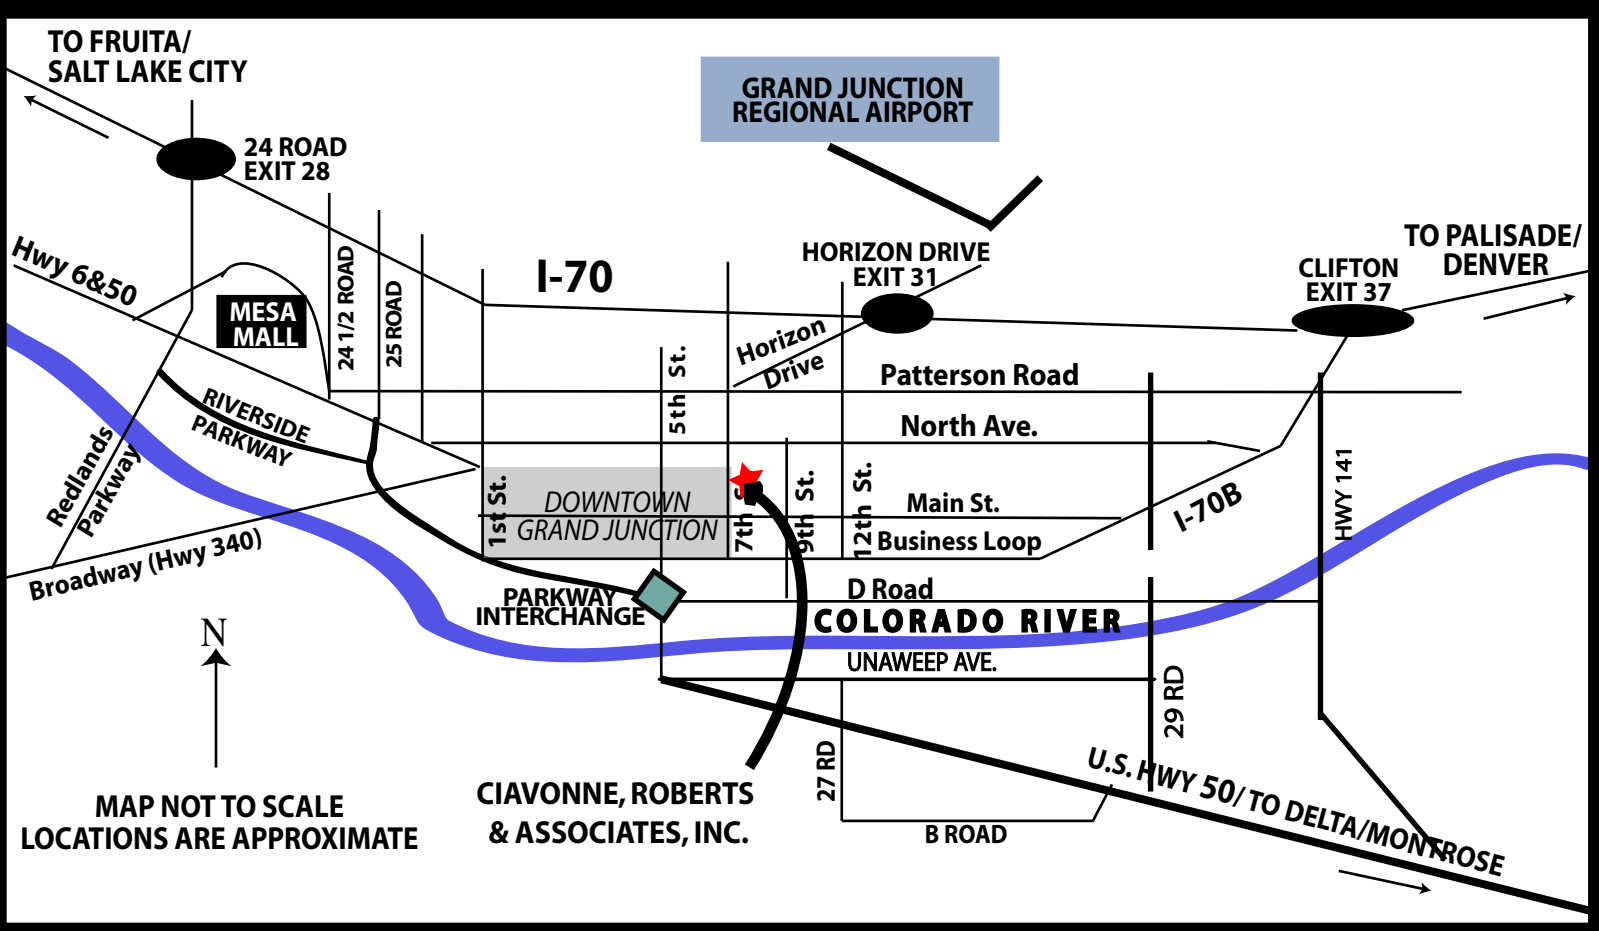 TO FRUITA/
SALT LAKE CITY
GRAND JUNCTION
REGIONAL AIRPORT
24 ROAD
EXIT 28
HORIZON DRIVE
EXIT 31
TO PALISADE/
DENVER
CLIFTON
EXIT 37
I-70
Hwy 6&50
MESA
MALL
24 1/2 ROAD
25 ROAD
Horizon
Drive
5th St.
Patterson Road
North Ave.
RIVERSIDE
PARKWAY
Redlands
Parkway
1st St.
DOWNTOWN
GRAND JUNCTION
7th S
9th St.
12th St.
Main St.
Business Loop
I-70B
HWY 141
Broadway (Hwy 340)
PARKWAY
INTERCHANGE
D Road
COLORADO RIVER
UNAWEEP AVE.
N
29 RD
27 RD
U.S. HWY 50/ TO DELTA/MONTROSE
B ROAD
CIAVONNE, ROBERTS
& ASSOCIATES, INC.
MAP NOT TO SCALE
LOCATIONS ARE APPROXIMATE